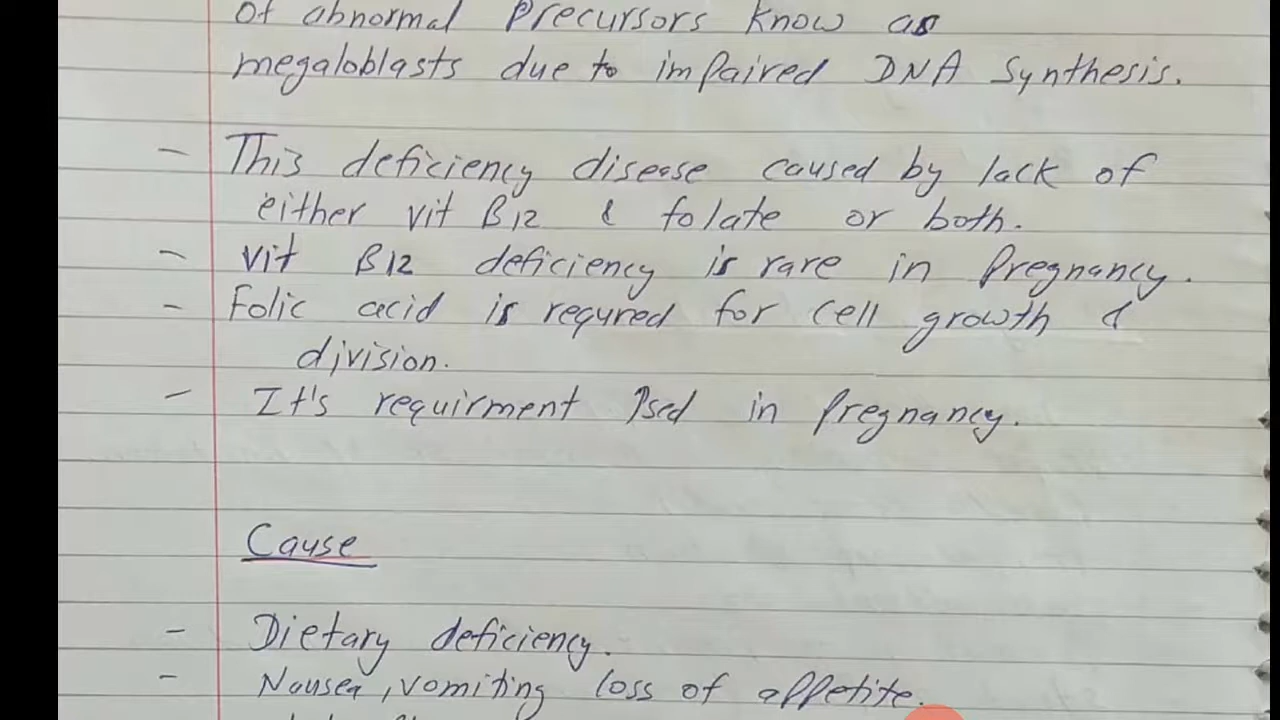 of abnormal Precursors know as
megaloblasts due to impaired DNA Synthesis.
- This deficiency disease caused by lack of
either vit B12 & folate or both.
- Vit B12 deficiency is rare in Pregnancy.
- Folic acid is requred for cell growth &
division.
- It's requirment ↑sed in Pregnancy.
Cause
- Dietary deficiency.
- Nausea, vomiting loss of appetite.